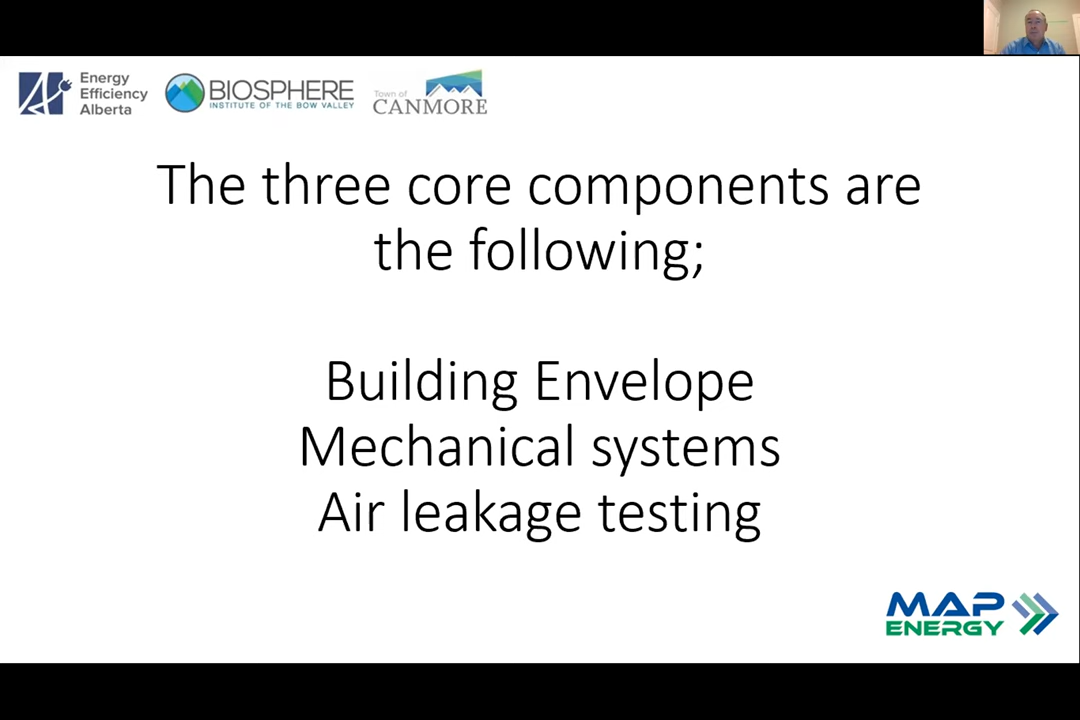 Energy
Efficiency
Alberta
BIOSPHERE
INSTITUTE OF THE BOW VALLEY
Town of
CANMORE
The three core components are
the following;
Building Envelope
Mechanical systems
Air leakage testing
MAP
ENERGY